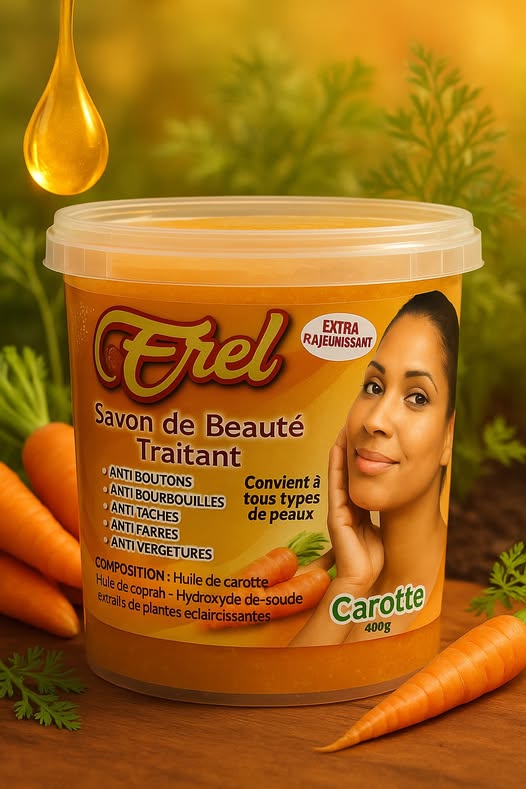 Erel
EXTRA
RAJEUNISSANT
Savon de Beauté
Traitant
• ANTI BOUTONS
• ANTI BOURBOUILLES
• ANTI TACHES
• ANTI FARRES
• ANTI VERGETURES
Convient à
tous types
de peaux
COMPOSITION : Huile de carotte
Huile de coprah - Hydroxyde de-soude
extrails de plantes eclaircissantes
Carotte
400g